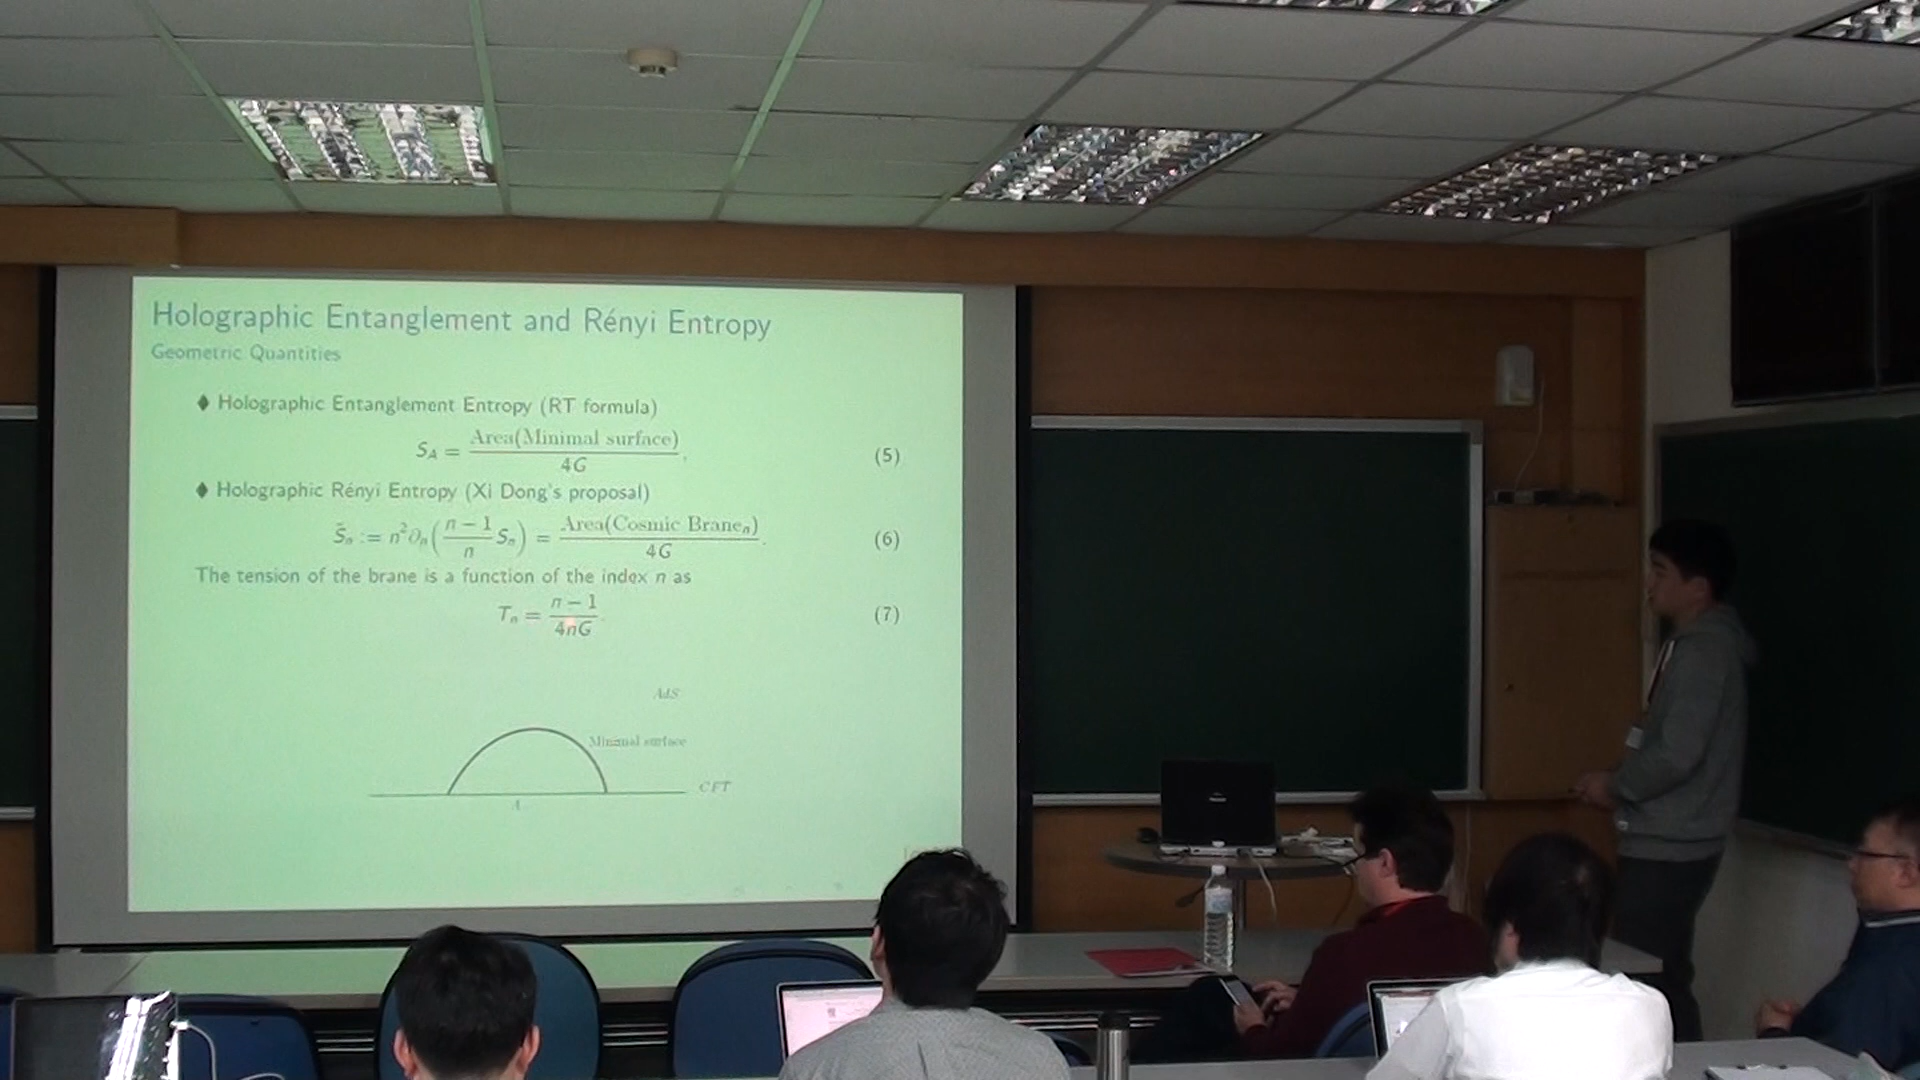 Holographic Entanglement and Rényi Entropy
Geometric Quantities
♦ Holographic Entanglement Entropy (RT formula)
S_A = Area(Minimal surface) / 4G , (5)
♦ Holographic Rényi Entropy (Xi Dong's proposal)
S̃_n := n²∂_n( (n − 1)/n S_n ) = Area(Cosmic Brane_n) / 4G . (6)
The tension of the brane is a function of the index n as
T_n = (n − 1) / 4nG . (7)
AdS
Minimal surface
CFT
A